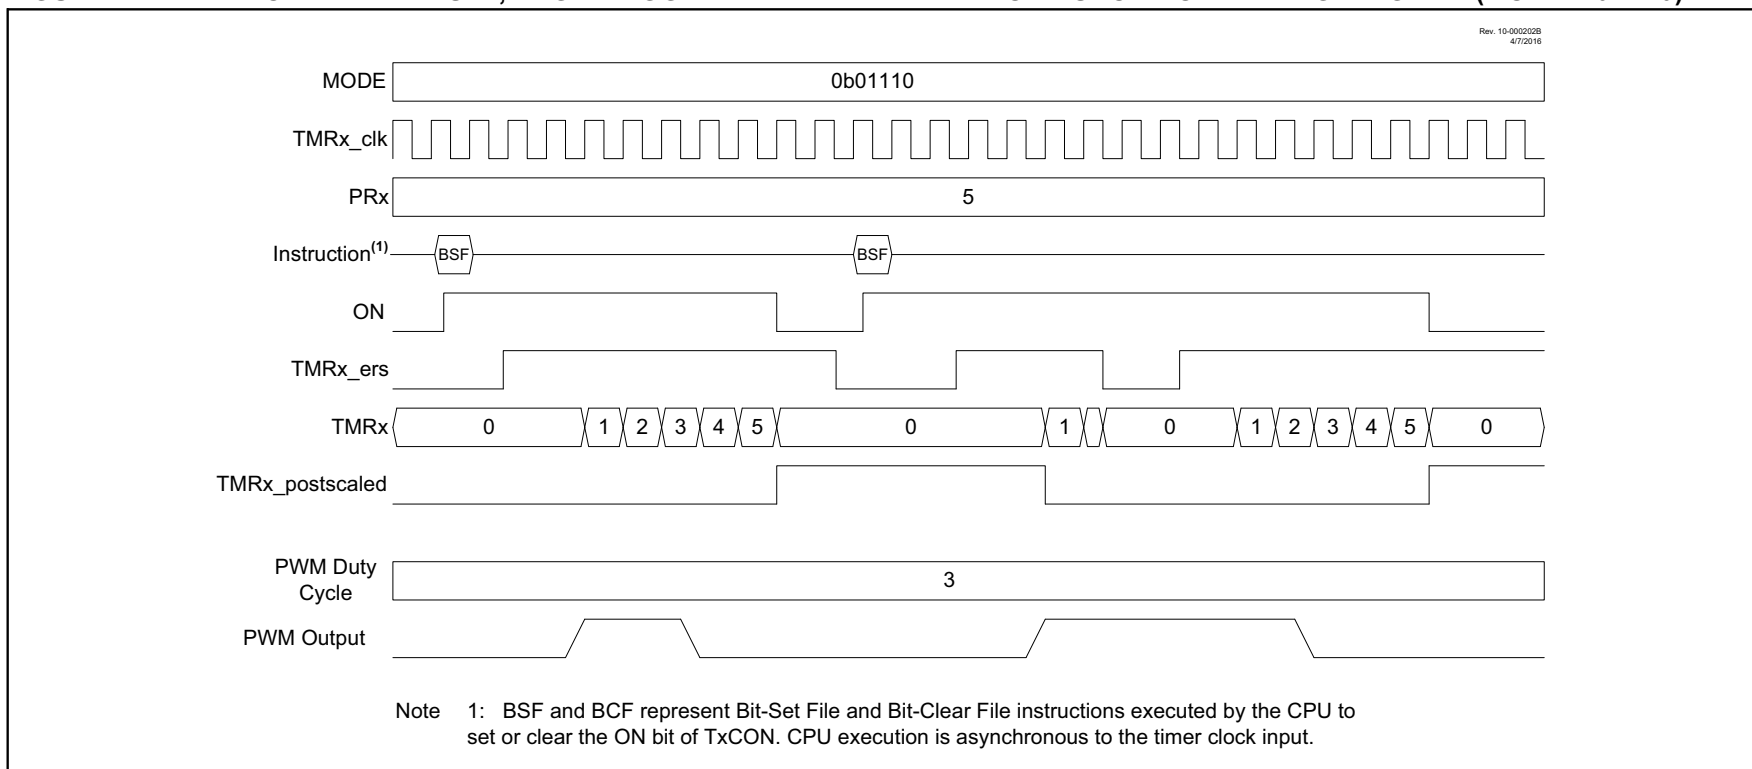 Rev. 10-000202B
4/7/2016
MODE 0b01110
TMRx_clk
PRx 5
Instruction(1) BSF BSF
ON
TMRx_ers
TMRx 0 1 2 3 4 5 0 1 0 1 2 3 4 5 0
TMRx_postscaled
PWM Duty
Cycle
3
PWM Output
Note 1: BSF and BCF represent Bit-Set File and Bit-Clear File instructions executed by the CPU to
set or clear the ON bit of TxCON. CPU execution is asynchronous to the timer clock input.